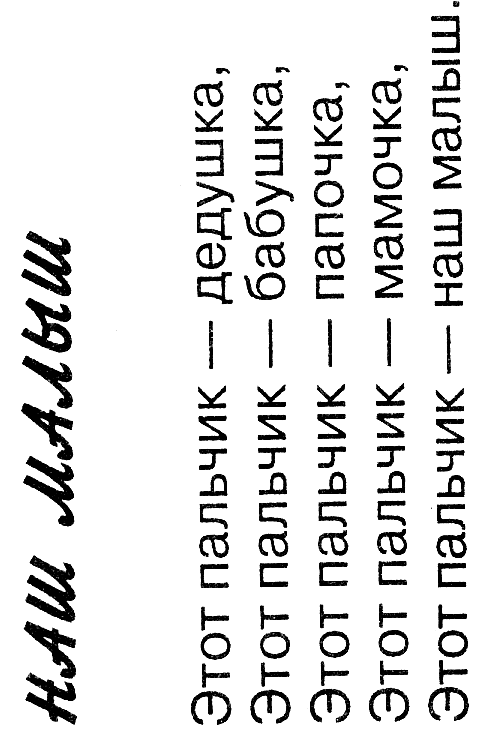 НАШ МАЛЫШ
Этот пальчик — дедушка,
Этот пальчик — бабушка,
Этот пальчик — папочка,
Этот пальчик — мамочка,
Этот пальчик — наш малыш.